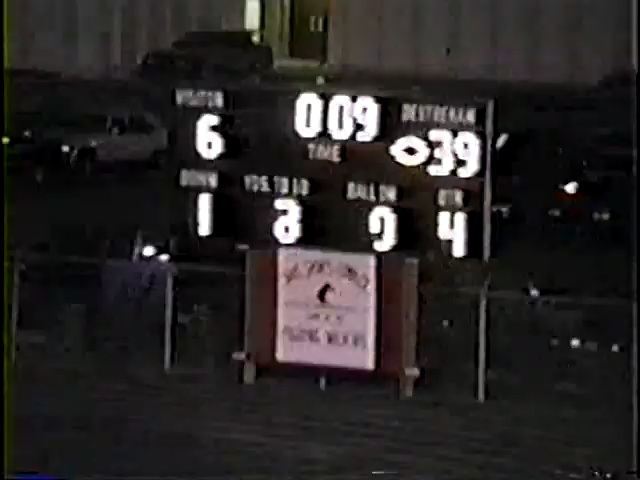 VISITOR 0:09 DESTREHAN
6 TIME 39
DOWN YDS. TO GO BALL ON QTR
1 8 9 4